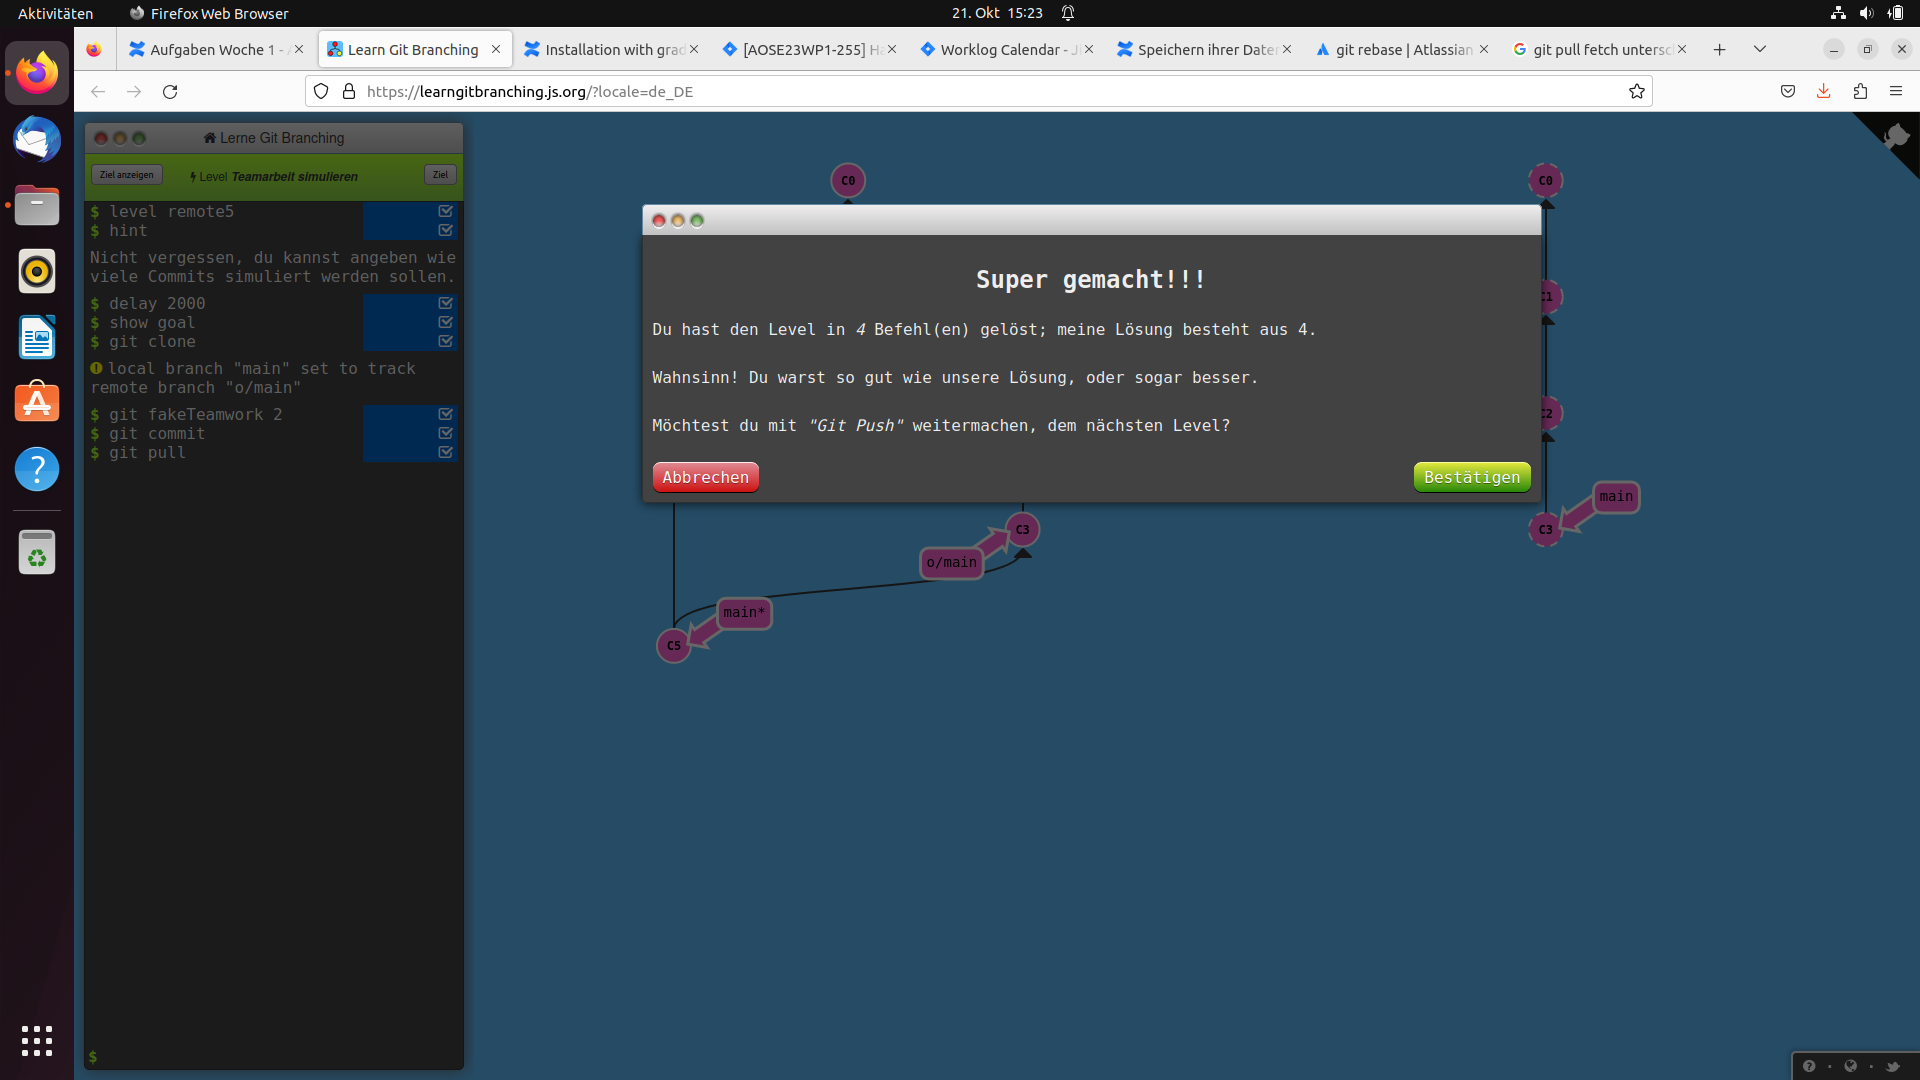 Aktivitäten
Firefox Web Browser
21. Okt 15:23
Aufgaben Woche 1 -
Learn Git Branching
Installation with grad
[AOSE23WP1-255]
Worklog Calendar -
Speichern ihrer Date
git rebase | Atlassian
git pull fetch untersc
https://learngitbranching.js.org/?locale=de_DE
Lerne Git Branching
Ziel anzeigen
Level Teamarbeit simulieren
Ziel
$ level remote5
$ hint
Nicht vergessen, du kannst angeben wie
viele Commits simuliert werden sollen.
$ delay 2000
$ show goal
$ git clone
local branch "main" set to track
remote branch "o/main"
$ git fakeTeamwork 2
$ git commit
$ git pull
$
C0
C0
Super gemacht!!!
Du hast den Level in 4 Befehl(en) gelöst; meine Lösung besteht aus 4.
Wahnsinn! Du warst so gut wie unsere Lösung, oder sogar besser.
Möchtest du mit "Git Push" weitermachen, dem nächsten Level?
Abbrechen
Bestätigen
C1
C2
main
C3
C3
o/main
main*
C5